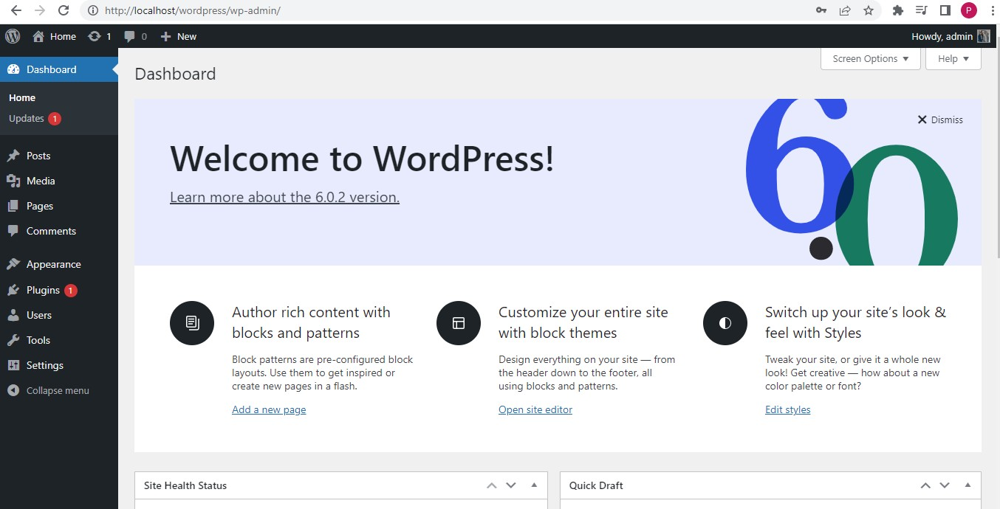 http://localhost/wordpress/wp-admin/
P
Home
1
0
New
Howdy, admin
Dashboard
Home
Updates 1
Posts
Media
Pages
Comments
Appearance
Plugins 1
Users
Tools
Settings
Collapse menu
Screen Options
Help
Dashboard
Dismiss
Welcome to WordPress!
Learn more about the 6.0.2 version.
6.0
Author rich content with
blocks and patterns
Block patterns are pre-configured block
layouts. Use them to get inspired or
create new pages in a flash.
Add a new page
Customize your entire site
with block themes
Design everything on your site — from
the header down to the footer, all
using blocks and patterns.
Open site editor
Switch up your site’s look &
feel with Styles
Tweak your site, or give it a whole new
look! Get creative — how about a new
color palette or font?
Edit styles
Site Health Status
Quick Draft